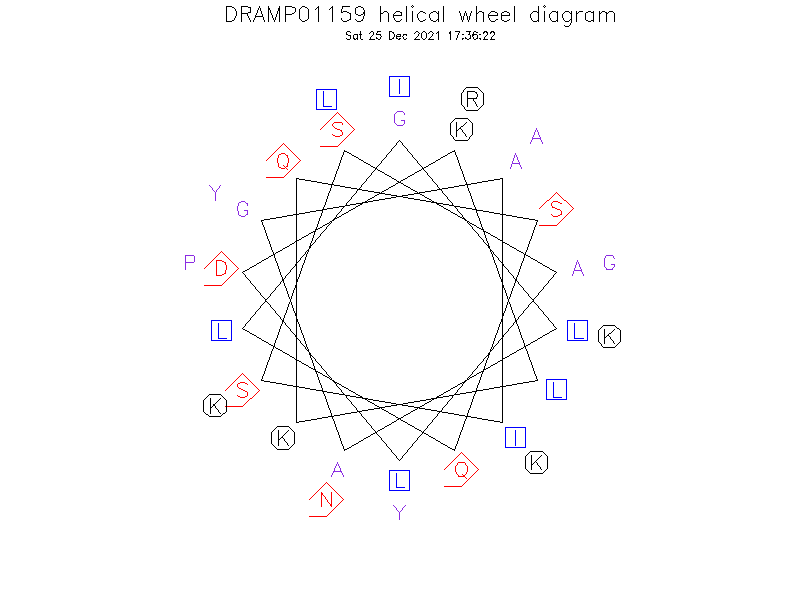 DRAMP01159 helical wheel diagram
Sat 25 Dec 2021 17:36:22
I
L R
G
S K
A
Q A
Y
G S
P D A G
L L K
S L
K
K I
K
A L Q
N
Y